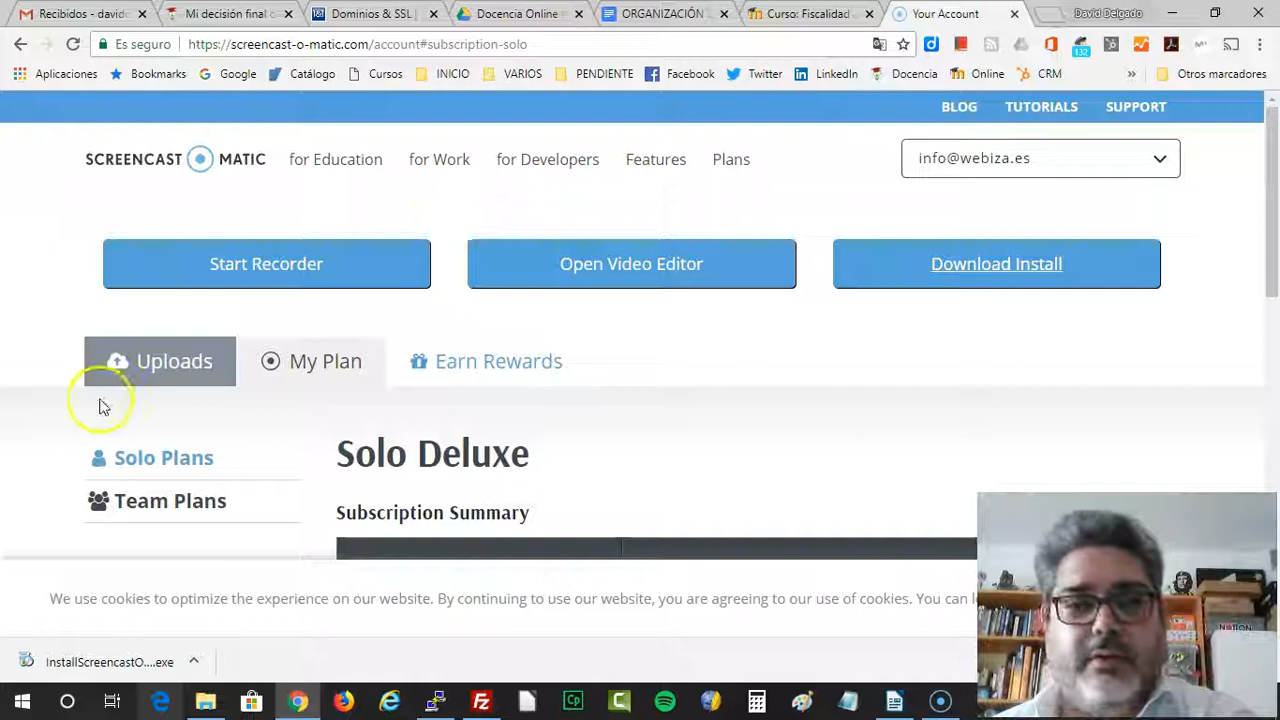 Recibidos - david
Mi decisión final c
Dominios & SSL |
Docencia Online n
ORGANIZACIÓN
Curso: Fiscalidad
Your Account
David Delgado
Es seguro
https://screencast-o-matic.com/account#subscription-solo
132
Aplicaciones
Bookmarks
Google
Catálogo
Cursos
INICIO
VARIOS
PENDIENTE
Facebook
Twitter
LinkedIn
Docencia
Online
CRM
»
Otros marcadores
BLOG
TUTORIALS
SUPPORT
SCREENCAST O MATIC
for Education
for Work
for Developers
Features
Plans
info@webiza.es
Start Recorder
Open Video Editor
Download Install
Uploads
My Plan
Earn Rewards
Solo Plans
Team Plans
Solo Deluxe
Subscription Summary
We use cookies to optimize the experience on our website. By continuing to use our website, you are agreeing to our use of cookies. You can l
InstallScreencastO....exe